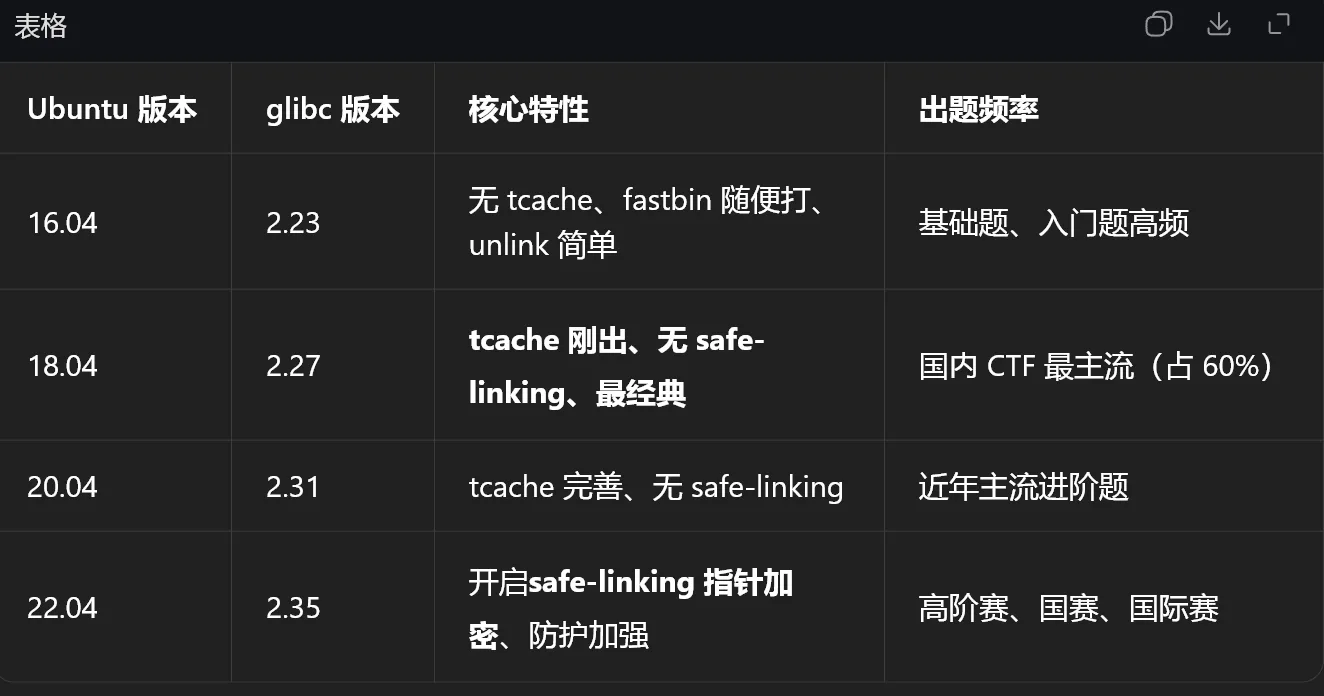 表格
Ubuntu 版本 glibc 版本 核心特性 出题频率
16.04 2.23 无 tcache、fastbin 随便打、
unlink 简单 基础题、入门题高频
18.04 2.27 tcache 刚出、无 safe-
linking、最经典 国内 CTF 最主流（占 60%）
20.04 2.31 tcache 完善、无 safe-linking 近年主流进阶题
22.04 2.35 开启safe-linking 指针加
密、防护加强 高阶赛、国赛、国际赛